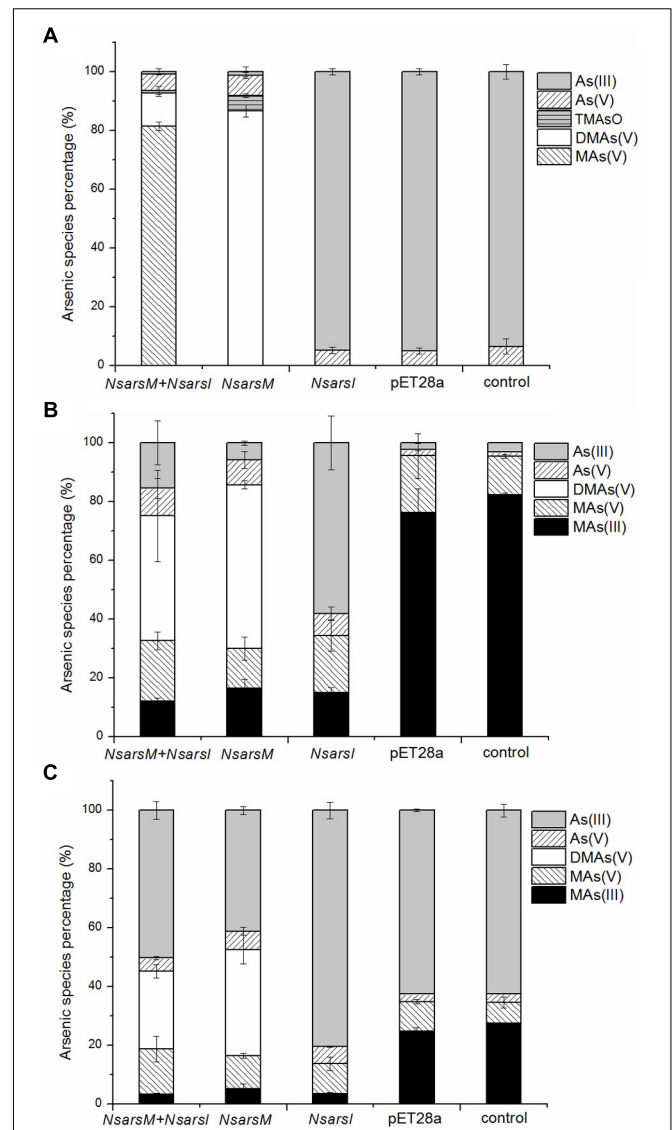 A
Arsenic species percentage (%)
100
80
60
40
20
0
As(III)
As(V)
TMAsO
DMAs(V)
MAs(V)
NsarsM+NsarsI NsarsM NsarsI pET28a control
B
Arsenic species percentage (%)
100
80
60
40
20
0
As(III)
As(V)
DMAs(V)
MAs(V)
MAs(III)
NsarsM+NsarsI NsarsM NsarsI pET28a control
C
Arsenic species percentage (%)
100
80
60
40
20
0
As(III)
As(V)
DMAs(V)
MAs(V)
MAs(III)
NsarsM+NsarsI NsarsM NsarsI pET28a control